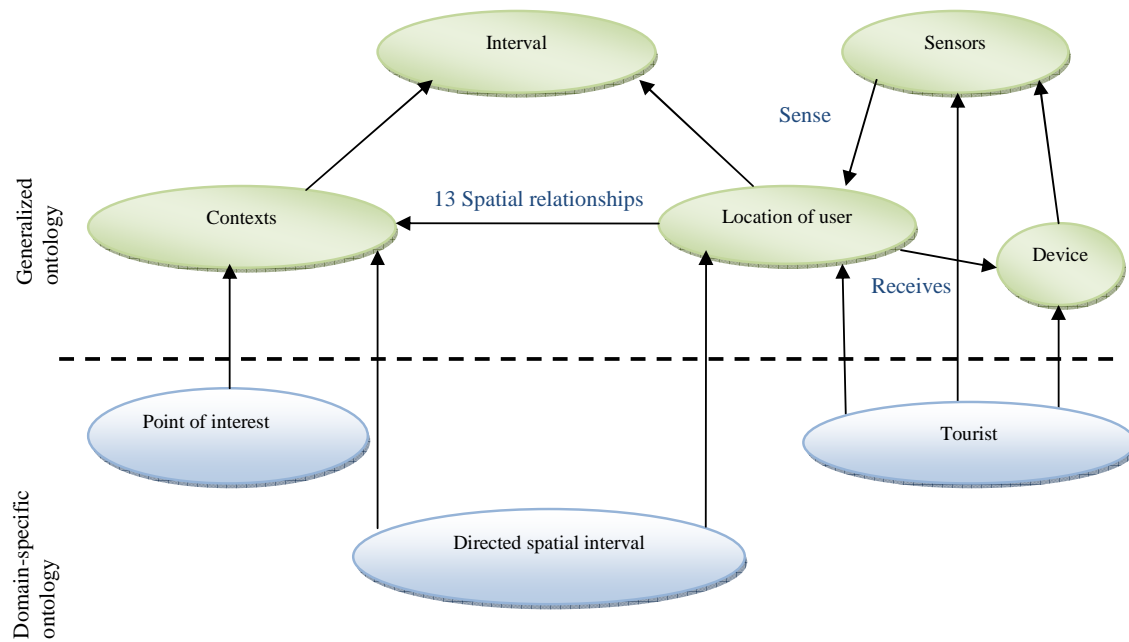 Interval
Sensors
Sense
13 Spatial relationships
Contexts
Location of user
Device
Receives
Generalized
ontology
Point of interest
Tourist
Directed spatial interval
Domain-specific
ontology